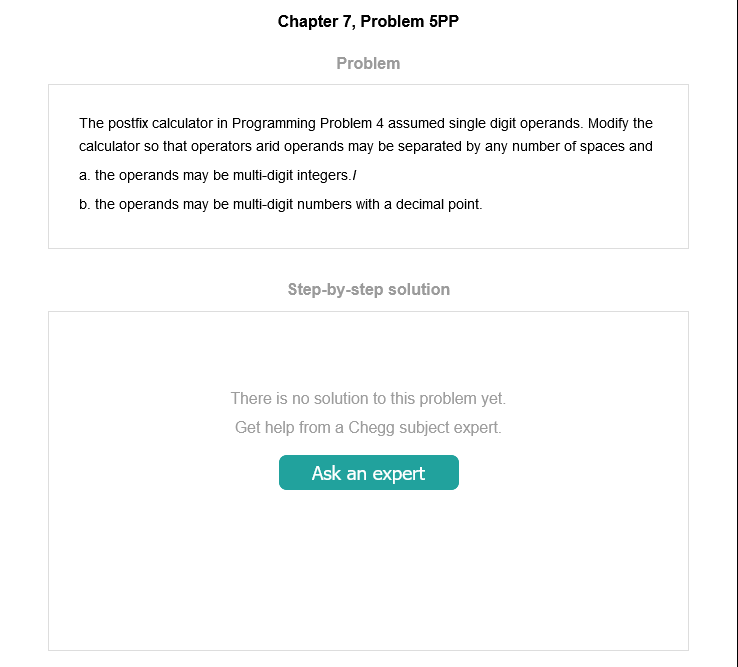 Chapter 7, Problem 5PP
Problem
The postfix calculator in Programming Problem 4 assumed single digit operands. Modify the
calculator so that operators arid operands may be separated by any number of spaces and
a. the operands may be multi-digit integers./
b. the operands may be multi-digit numbers with a decimal point.
Step-by-step solution
There is no solution to this problem yet.
Get help from a Chegg subject expert.
Ask an expert